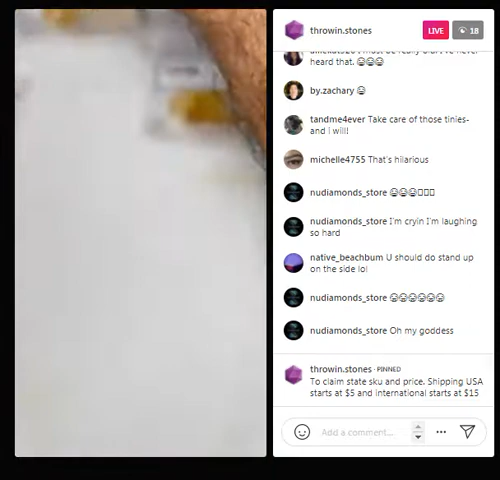 throwin.stones
LIVE
18
heard that. 😂😂😂
by.zachary 😂
tandme4ever Take care of those tinies-
and I will!
michelle4755 That's hilarious
nudiamonds_store 😂😂😂▯▯▯
nudiamonds_store I'm cryin I'm laughing
so hard
native_beachbum U should do stand up
on the side lol
nudiamonds_store 😂😂😂😂😂😂
nudiamonds_store Oh my goddess
throwin.stones · PINNED
To claim state sku and price. Shipping USA
starts at $5 and international starts at $15
Add a comment...